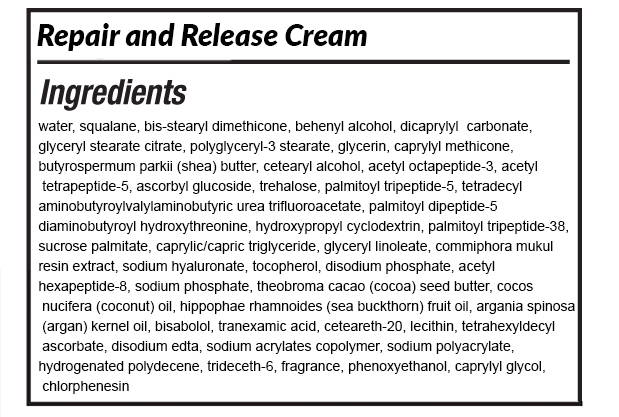 Repair and Release Cream
Ingredients
water, squalane, bis-stearyl dimethicone, behenyl alcohol, dicaprylyl carbonate,
glyceryl stearate citrate, polyglyceryl-3 stearate, glycerin, caprylyl methicone,
butyrospermum parkii (shea) butter, cetearyl alcohol, acetyl octapeptide-3, acetyl
tetrapeptide-5, ascorbyl glucoside, trehalose, palmitoyl tripeptide-5, tetradecyl
aminobutyroylvalylaminobutyric urea trifluoroacetate, palmitoyl dipeptide-5
diaminobutyroyl hydroxythreonine, hydroxypropyl cyclodextrin, palmitoyl tripeptide-38,
sucrose palmitate, caprylic/capric triglyceride, glyceryl linoleate, commiphora mukul
resin extract, sodium hyaluronate, tocopherol, disodium phosphate, acetyl
hexapeptide-8, sodium phosphate, theobroma cacao (cocoa) seed butter, cocos
nucifera (coconut) oil, hippophae rhamnoides (sea buckthorn) fruit oil, argania spinosa
(argan) kernel oil, bisabolol, tranexamic acid, ceteareth-20, lecithin, tetrahexyldecyl
ascorbate, disodium edta, sodium acrylates copolymer, sodium polyacrylate,
hydrogenated polydecene, trideceth-6, fragrance, phenoxyethanol, caprylyl glycol,
chlorphenesin